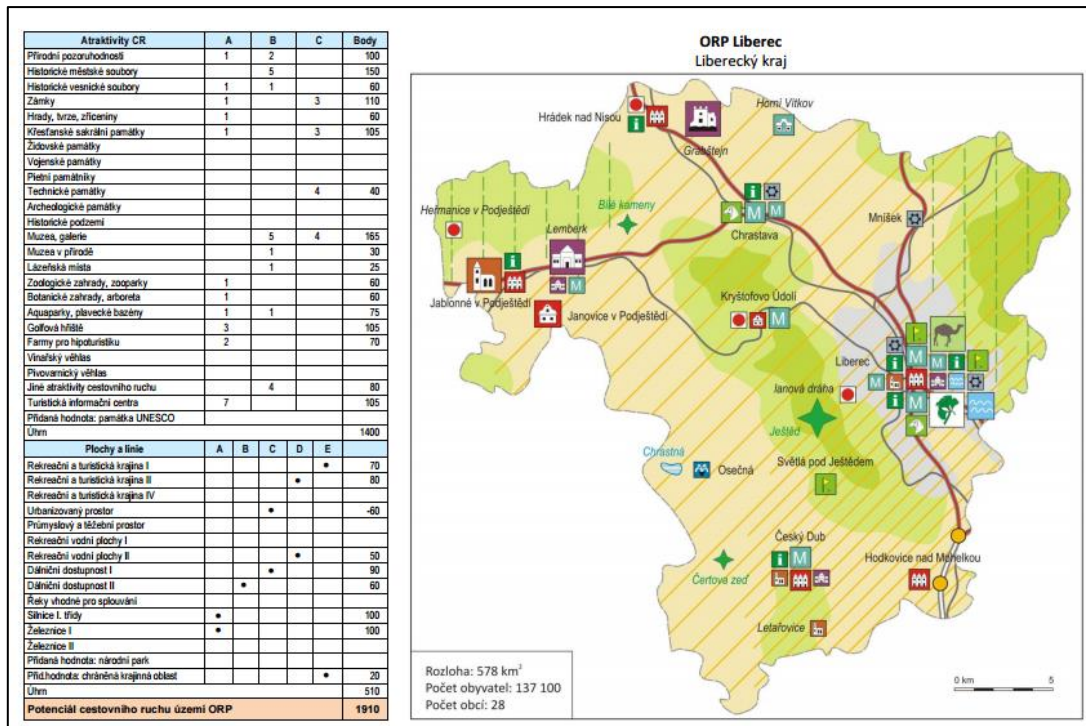 Atraktivity CR A B C Body
Přírodní pozoruhodnosti 1 2 100
Historické městské soubory 5 150
Historické vesnické soubory 1 1 60
Zámky 1 3 110
Hrady, tvrze, zříceniny 1 60
Křesťanské sakrální památky 1 3 105
Židovské památky
Vojenské památky
Pietní památníky
Technické památky 4 40
Archeologické památky
Historické podzemí
Muzea, galerie 5 4 165
Muzea v přírodě 1 30
Lázeňská místa 1 25
Zoologické zahrady, zooparky 1 60
Botanické zahrady, arboreta 1 60
Aquaparky, plavecké bazény 1 1 75
Golfová hřiště 3 105
Farmy pro hipoturistiku 2 70
Vinařský věhlas
Pivovarnický věhlas
Jiné atraktivity cestovního ruchu 4 80
Turistická informační centra 7 105
Přidaná hodnota: památka UNESCO
Úhrn 1400
Plochy a linie A B C D E
Rekreační a turistická krajina I • 70
Rekreační a turistická krajina II • 80
Rekreační a turistická krajina IV
Urbanizovaný prostor • -60
Průmyslový a těžební prostor
Rekreační vodní plochy I
Rekreační vodní plochy II • 50
Dálniční dostupnost I • 90
Dálniční dostupnost II • 60
Řeky vhodné pro splouvání
Silnice I. třídy • 100
Železnice I • 100
Železnice II
Přidaná hodnota: národní park
Přid.hodnota: chráněná krajinná oblast • 20
Úhrn 510
Potenciál cestovního ruchu území ORP 1910
ORP Liberec
Liberecký kraj
Hrádek nad Nisou
Grabštejn
Horní Vítkov
Heřmanice v Podještědí
Bílé kameny
Lemberk
Chrastava
Mníšek
Jablonné v Podještědí
Janovice v Podještědí
Kryštofovo Údolí
Liberec
lanová dráha
Ještěd
Chrastná
Osečná
Světlá pod Ještědem
Český Dub
Čertova zeď
Hodkovice nad Mohelkou
Letařovice
Rozloha: 578 km²
Počet obyvatel: 137 100
Počet obcí: 28
0 km 5